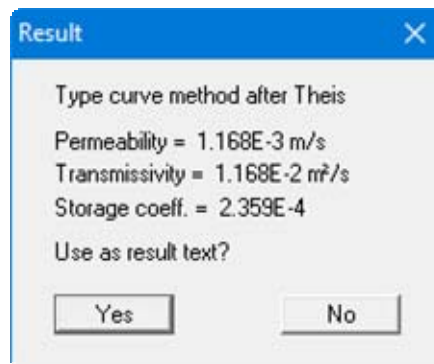 Result
Type curve method after Theis
Permeability = 1.168E-3 m/s
Transmissivity = 1.168E-2 m²/s
Storage coeff. = 2.359E-4
Use as result text?
Yes No